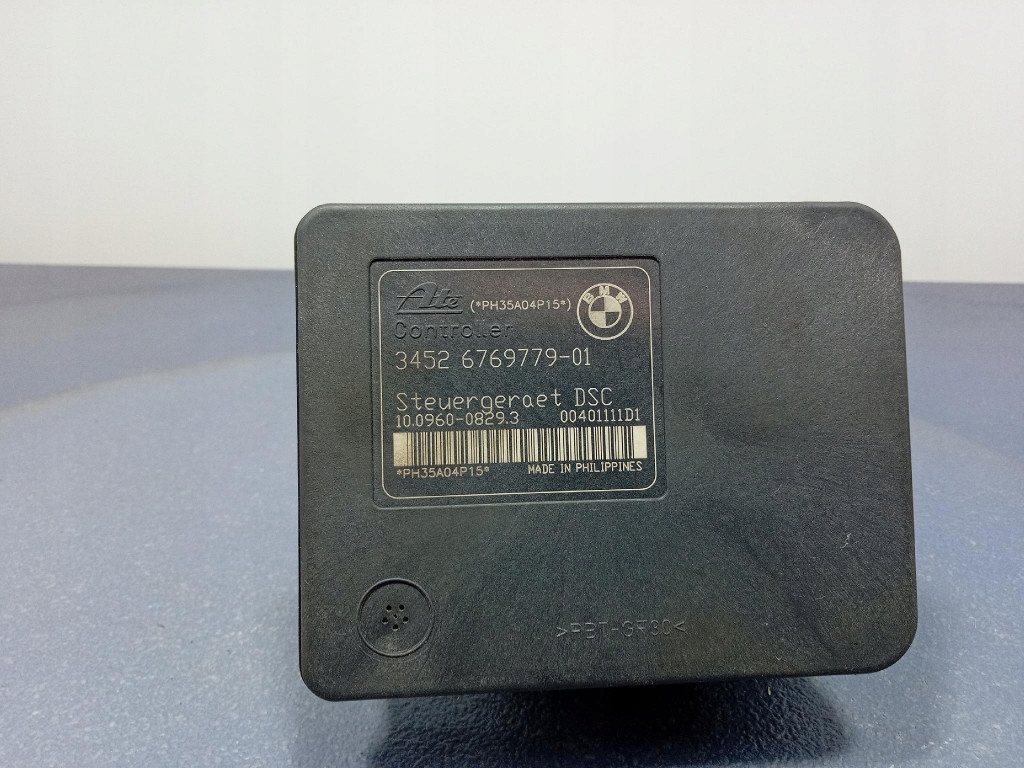 Ate (*PH35A04P15*) BMW
Controller
3452 6769779-01
Steuergeraet DSC
10.0960-0829.3 00401111D1
*PH35A04P15* MADE IN PHILIPPINES
>PBT-GF30<